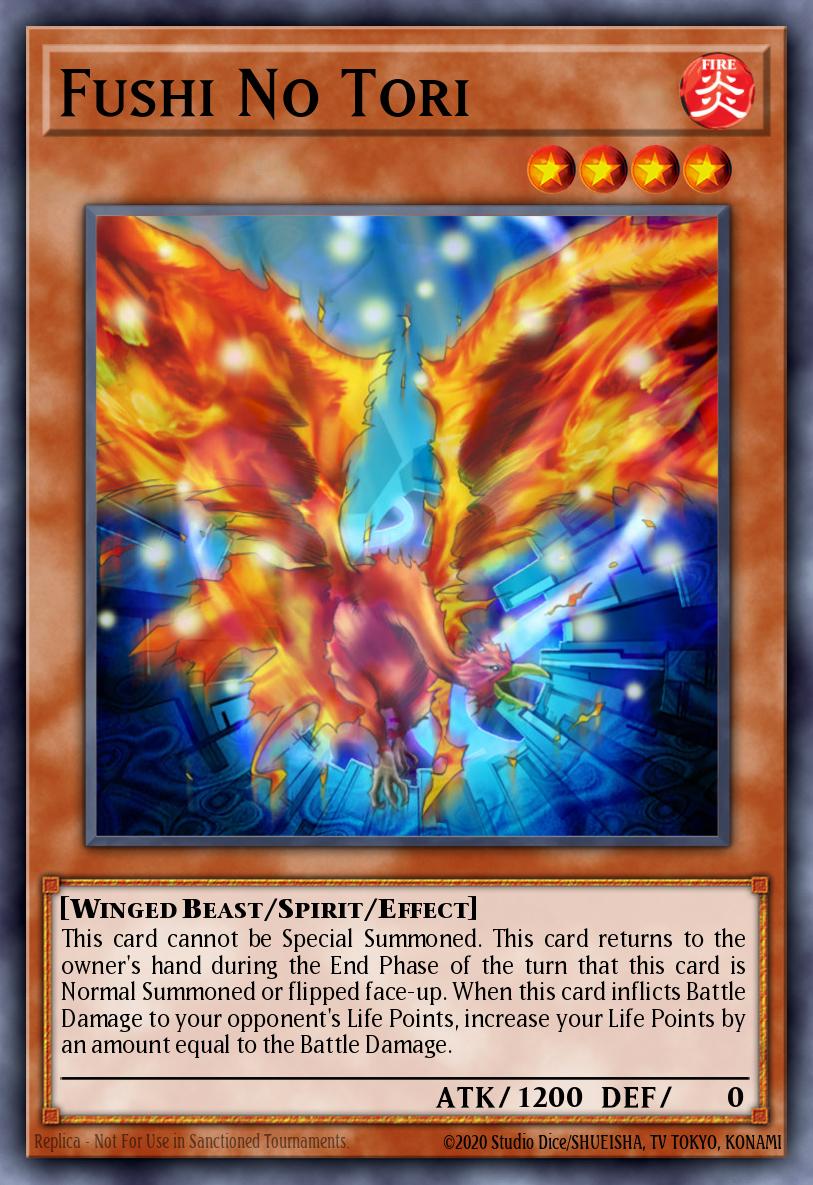 Fushi No Tori
FIRE
炎
[Winged Beast/Spirit/Effect]
This card cannot be Special Summoned. This card returns to the
owner's hand during the End Phase of the turn that this card is
Normal Summoned or flipped face-up. When this card inflicts Battle
Damage to your opponent's Life Points, increase your Life Points by
an amount equal to the Battle Damage.
ATK/ 1200 DEF/ 0
Replica - Not For Use in Sanctioned Tournaments.
©2020 Studio Dice/SHUEISHA, TV TOKYO, KONAMI